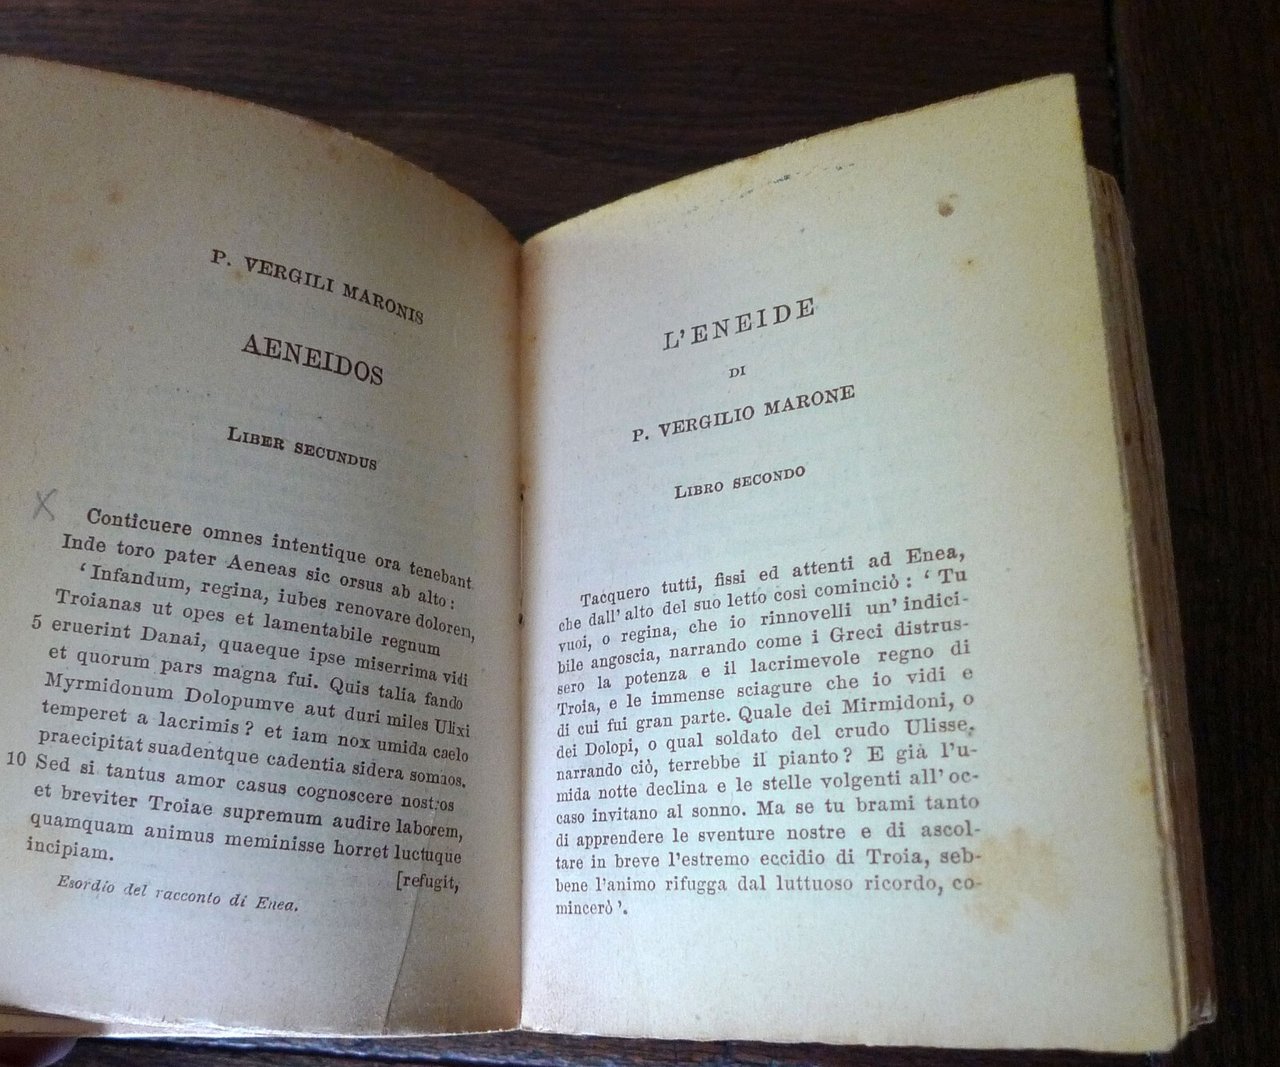 P. VERGILI MARONIS
AENEIDOS
LIBER SECUNDUS
X
Conticuere omnes intentique ora tenebant
Inde toro pater Aeneas sic orsus ab alto:
‘Infandum, regina, iubes renovare dolorem,
Troianas ut opes et lamentabile regnum
5 eruerint Danai, quaeque ipse miserrima vidi
et quorum pars magna fui. Quis talia fando
Myrmidonum Dolopumve aut duri miles Ulixi
temperet a lacrimis? et iam nox umida caelo
praecipitat suadentque cadentia sidera somnos.
10 Sed si tantus amor casus cognoscere nostros
et breviter Troiae supremum audire laborem,
quamquam animus meminisse horret luctuque
[refugit,
incipiam.
Esordio del racconto di Enea.
L'ENEIDE
DI
P. VERGILIO MARONE
LIBRO SECONDO
Tacquero tutti, fissi ed attenti ad Enea,
che dall'alto del suo letto così cominciò: ‘Tu
vuoi, o regina, che io rinnovelli un'indici-
bile angoscia, narrando come i Greci distrus-
sero la potenza e il lacrimevole regno di
Troia, e le immense sciagure che io vidi e
di cui fui gran parte. Quale dei Mirmidoni, o
dei Dolopi, o qual soldato del crudo Ulisse,
narrando ciò, terrebbe il pianto? E già l'u-
mida notte declina e le stelle volgenti all'oc-
caso invitano al sonno. Ma se tu brami tanto
di apprendere le sventure nostre e di ascol-
tare in breve l'estremo eccidio di Troia, seb-
bene l'animo rifugga dal luttuoso ricordo, co-
mincerò’.